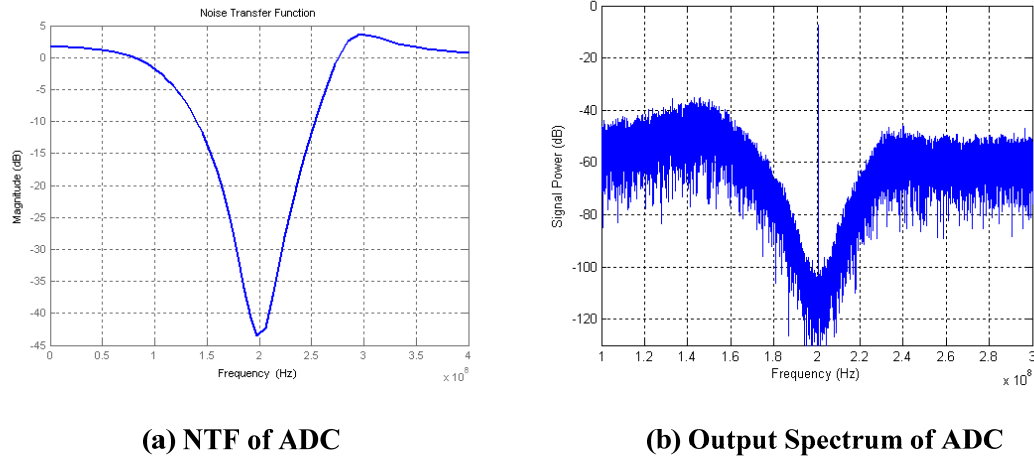 Noise Transfer Function
5
0
-5
-10
-15
-20
-25
-30
-35
-40
-45
Magnitude (dB)
0 0.5 1 1.5 2 2.5 3 3.5 4
Frequency (Hz)
x 10^8
(a) NTF of ADC
0
-20
-40
-60
-80
-100
-120
Signal Power (dB)
1 1.2 1.4 1.6 1.8 2 2.2 2.4 2.6 2.8 3
Frequency (Hz)
x 10^8
(b) Output Spectrum of ADC